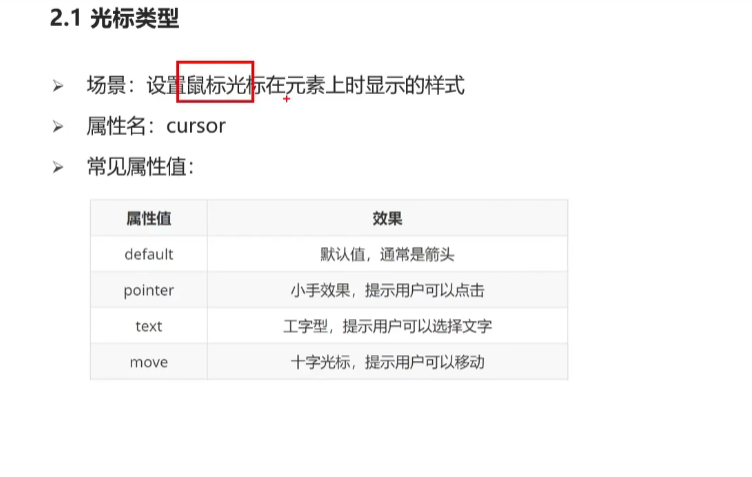 2.1 光标类型
场景：设置鼠标光标在元素上时显示的样式
属性名：cursor
常见属性值：
属性值 效果
default 默认值，通常是箭头
pointer 小手效果，提示用户可以点击
text 工字型，提示用户可以选择文字
move 十字光标，提示用户可以移动